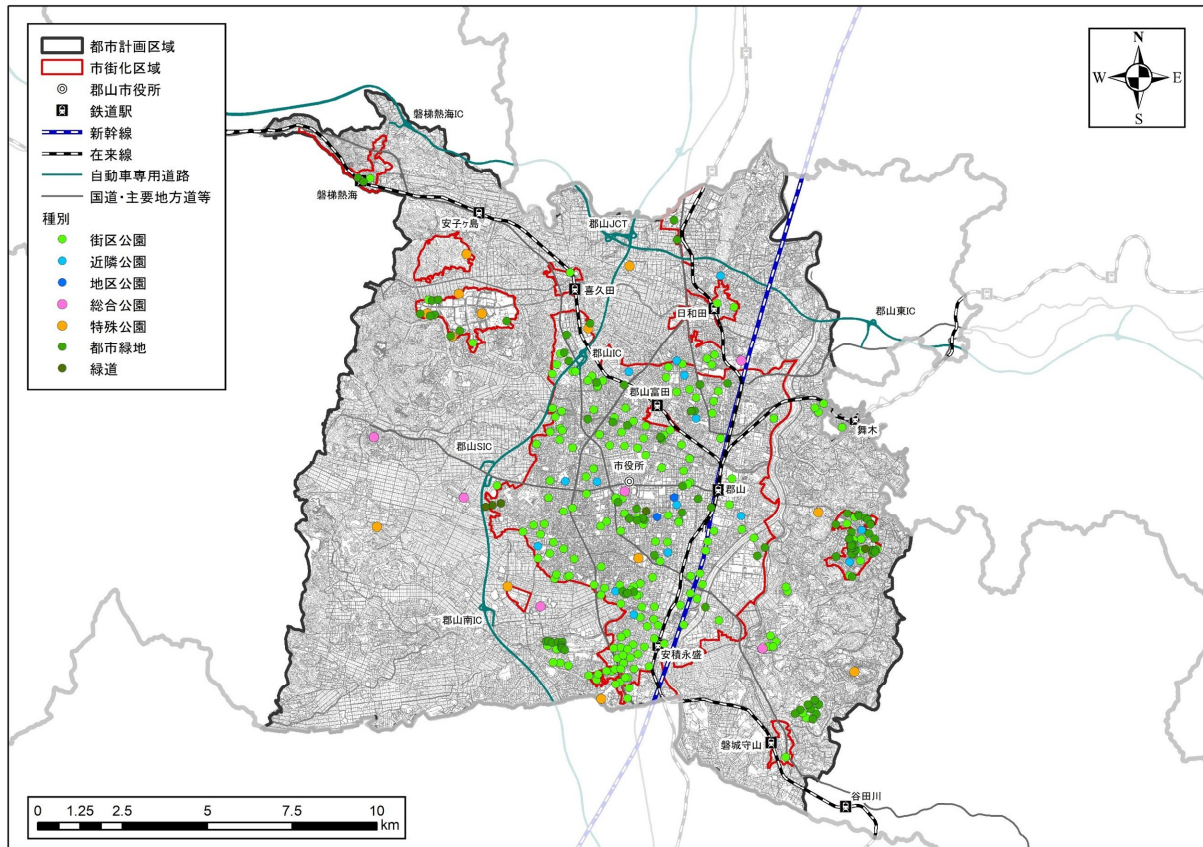 都市計画区域
市街化区域
郡山市役所
鉄道駅
新幹線
在来線
自動車専用道路
国道・主要地方道等
種別
街区公園
近隣公園
地区公園
総合公園
特殊公園
都市緑地
緑道
N
W
E
S
磐梯熱海IC
磐梯熱海
安子ヶ島
郡山JCT
喜久田
日和田
郡山東IC
郡山IC
郡山富田
舞木
郡山SIC
市役所
郡山
郡山南IC
安積永盛
磐城守山
谷田川
0 1.25 2.5 5 7.5 10
km